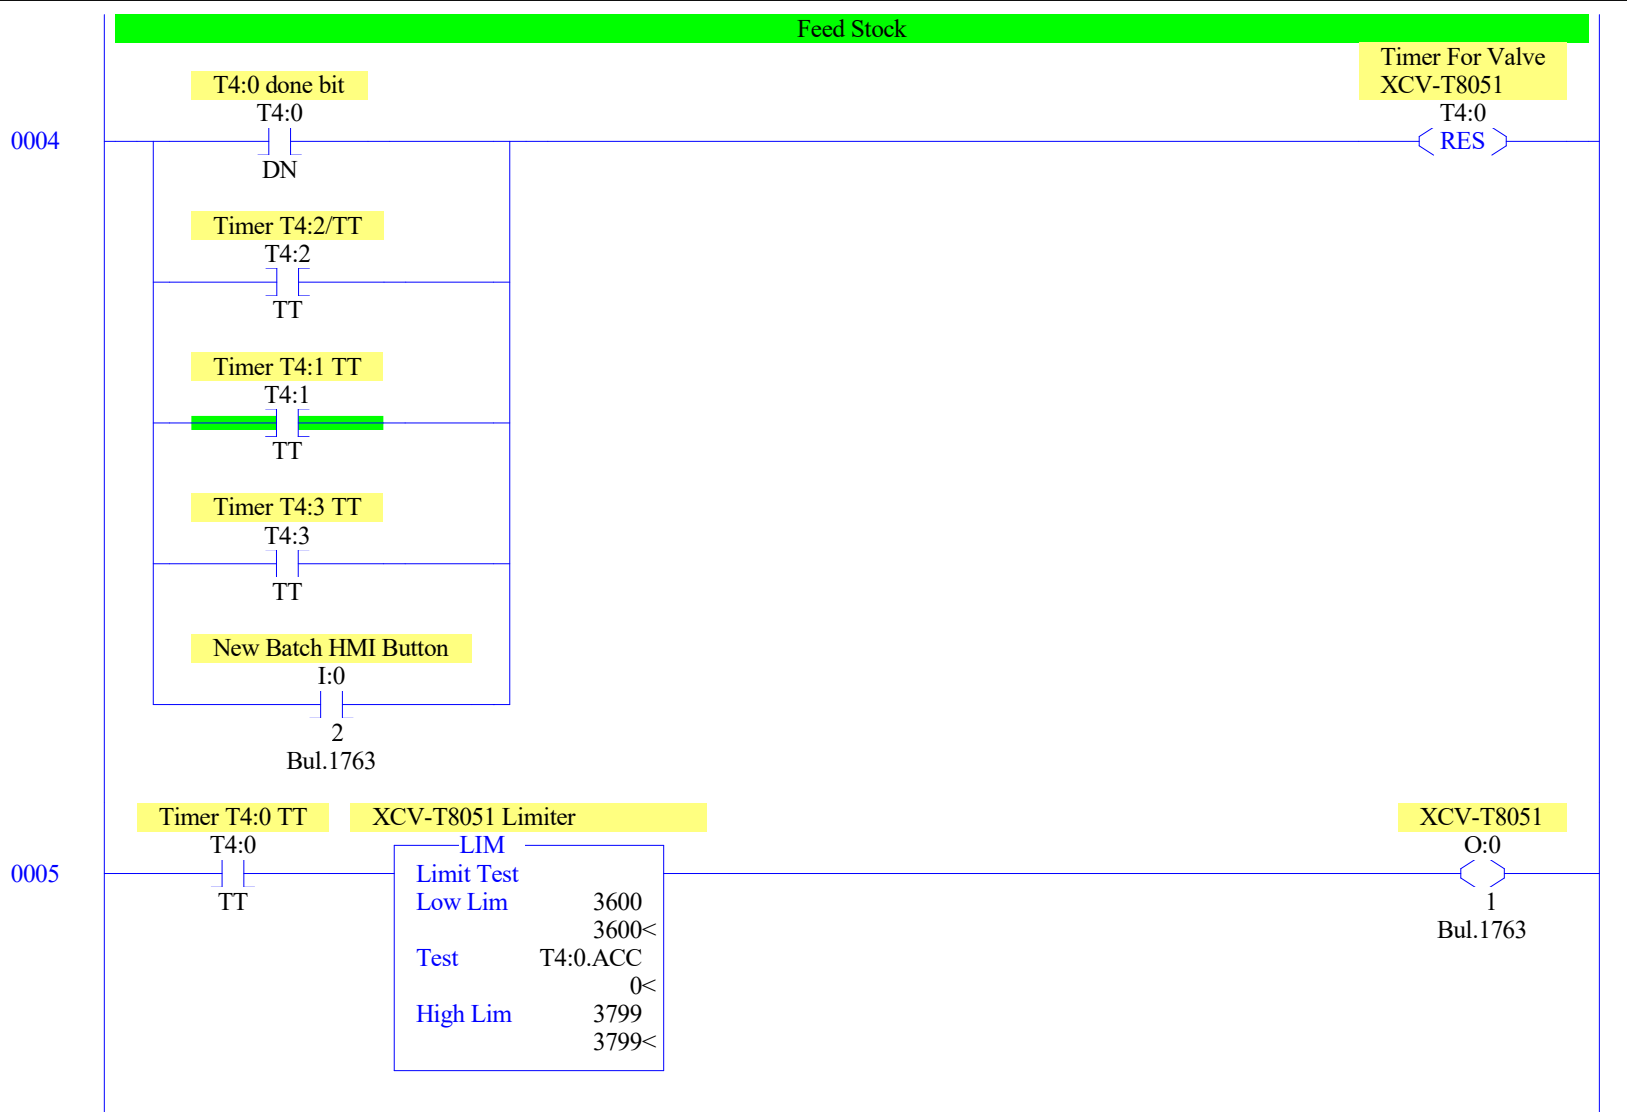 Feed Stock
Timer For Valve
XCV-T8051
T4:0 done bit
T4:0
T4:0
0004
RES
DN
Timer T4:2/TT
T4:2
TT
Timer T4:1 TT
T4:1
TT
Timer T4:3 TT
T4:3
TT
New Batch HMI Button
I:0
2
Bul.1763
Timer T4:0 TT
XCV-T8051 Limiter
XCV-T8051
T4:0
LIM
O:0
0005
Limit Test
TT
Low Lim 3600
1
3600<
Bul.1763
Test T4:0.ACC
0<
High Lim 3799
3799<